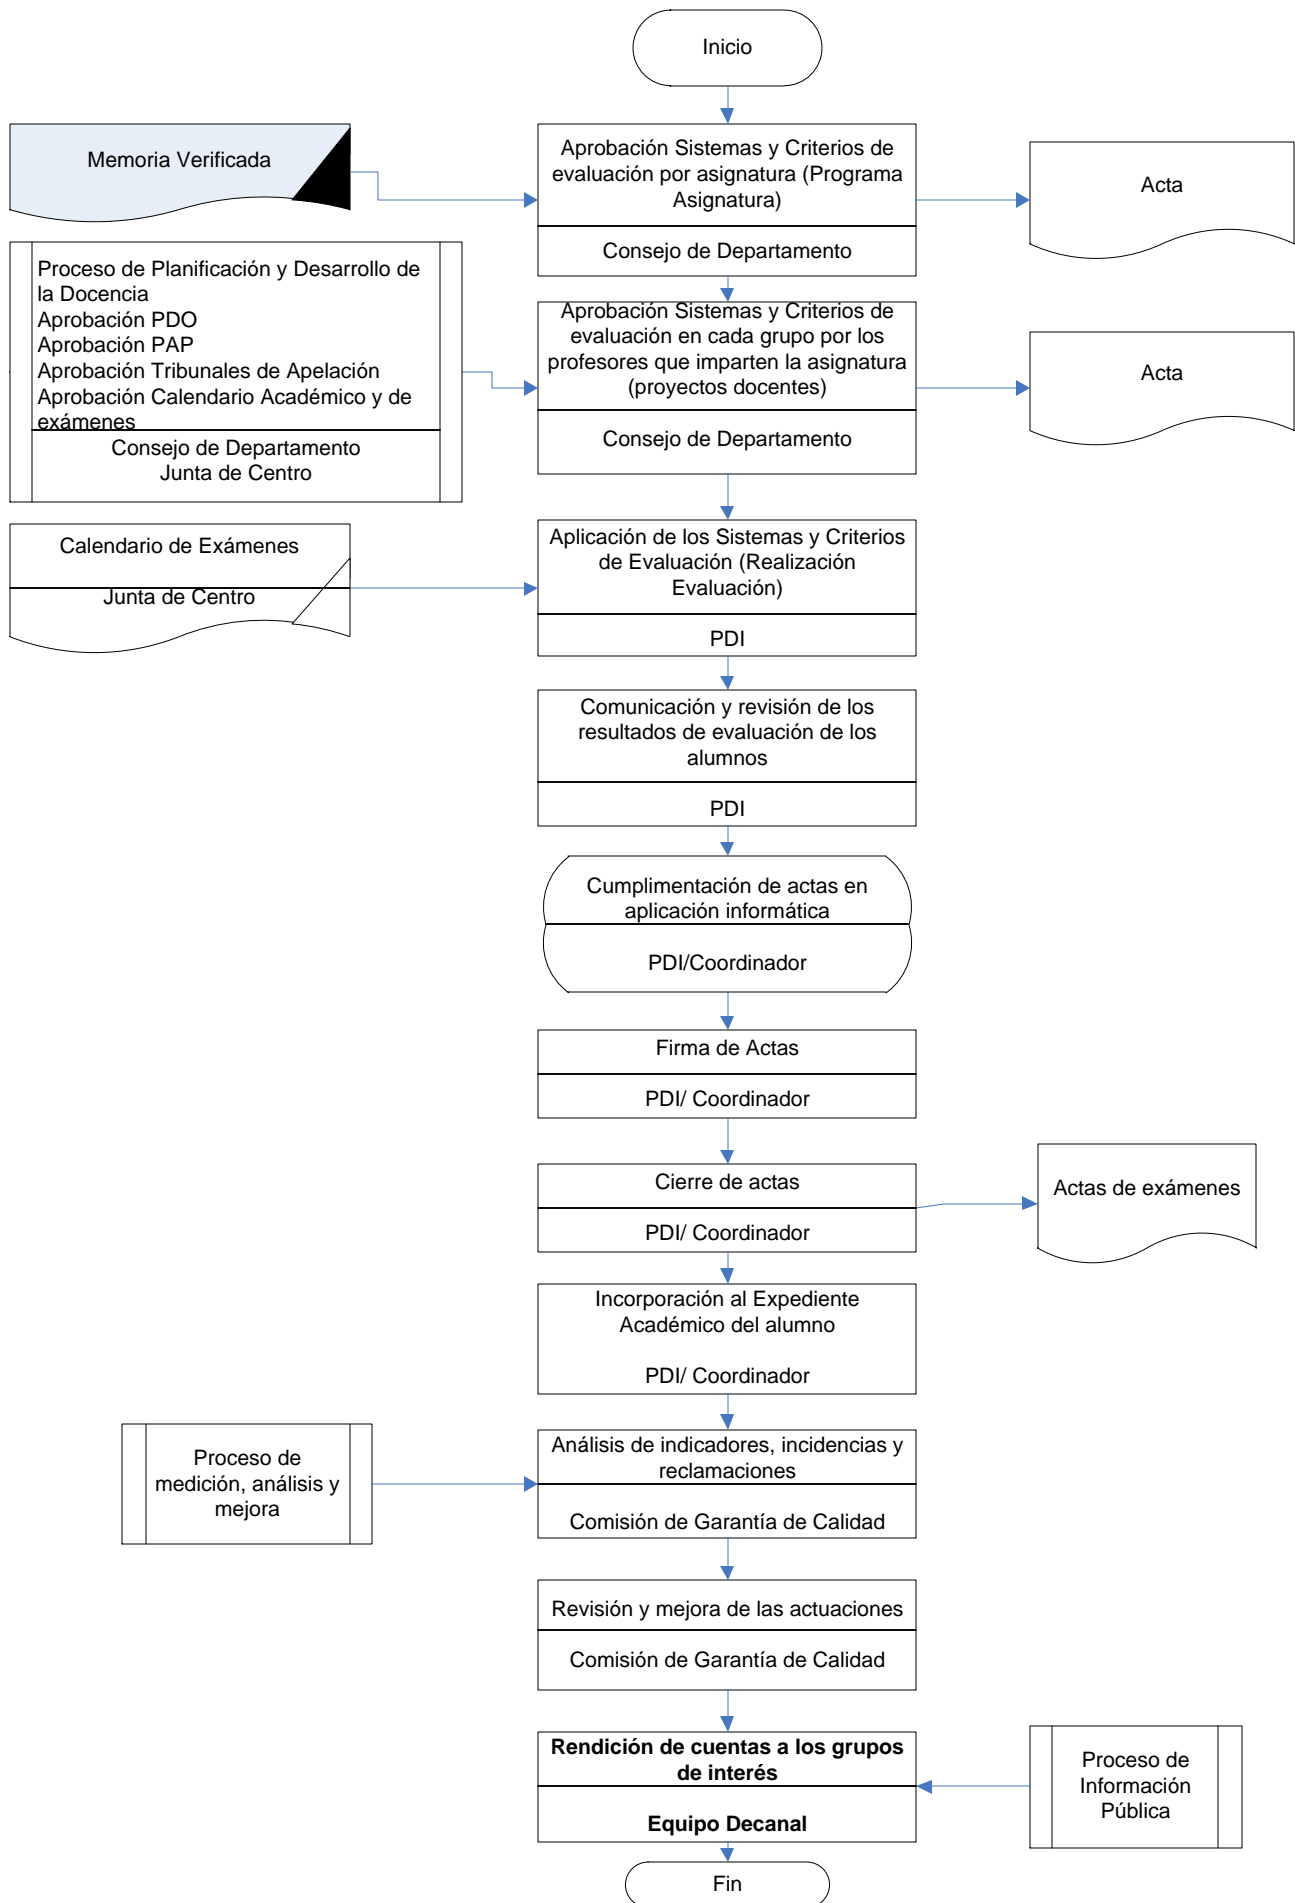 Inicio
Memoria Verificada
Aprobación Sistemas y Criterios de
evaluación por asignatura (Programa
Asignatura)
Consejo de Departamento
Acta
Proceso de Planificación y Desarrollo de
la Docencia
Aprobación PDO
Aprobación PAP
Aprobación Tribunales de Apelación
Aprobación Calendario Académico y de
exámenes
Consejo de Departamento
Junta de Centro
Aprobación Sistemas y Criterios de
evaluación en cada grupo por los
profesores que imparten la asignatura
(proyectos docentes)
Consejo de Departamento
Acta
Calendario de Exámenes
Junta de Centro
Aplicación de los Sistemas y Criterios
de Evaluación (Realización
Evaluación)
PDI
Comunicación y revisión de los
resultados de evaluación de los
alumnos
PDI
Cumplimentación de actas en
aplicación informática
PDI/Coordinador
Firma de Actas
PDI/ Coordinador
Cierre de actas
PDI/ Coordinador
Actas de exámenes
Incorporación al Expediente
Académico del alumno
PDI/ Coordinador
Proceso de
medición, análisis y
mejora
Análisis de indicadores, incidencias y
reclamaciones
Comisión de Garantía de Calidad
Revisión y mejora de las actuaciones
Comisión de Garantía de Calidad
Rendición de cuentas a los grupos
de interés
Equipo Decanal
Proceso de
Información
Pública
Fin